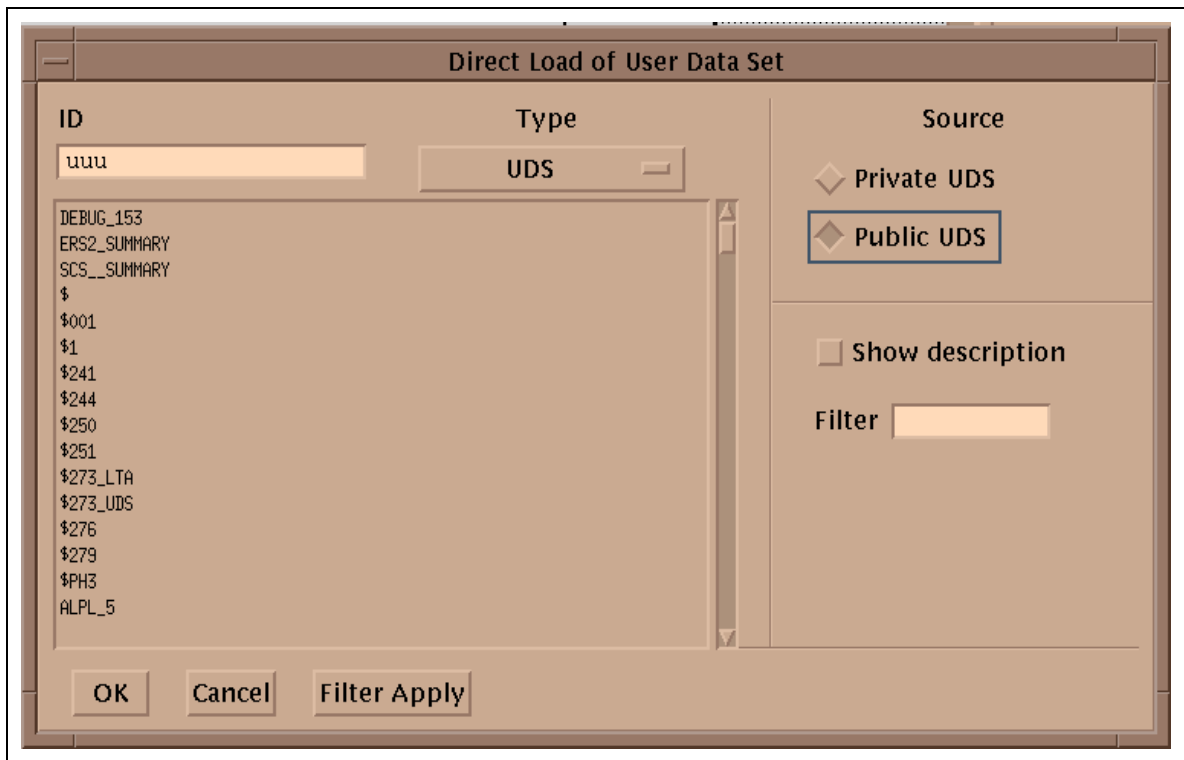 Direct Load of User Data Set
ID
Type
Source
uuu
UDS
Private UDS
Public UDS
DEBUG_153
ERS2_SUMMARY
SCS__SUMMARY
$
$001
$1
$241
$244
$250
$251
$273_LTA
$273_UDS
$276
$279
$PH3
ALPL_5
Show description
Filter
OK
Cancel
Filter Apply